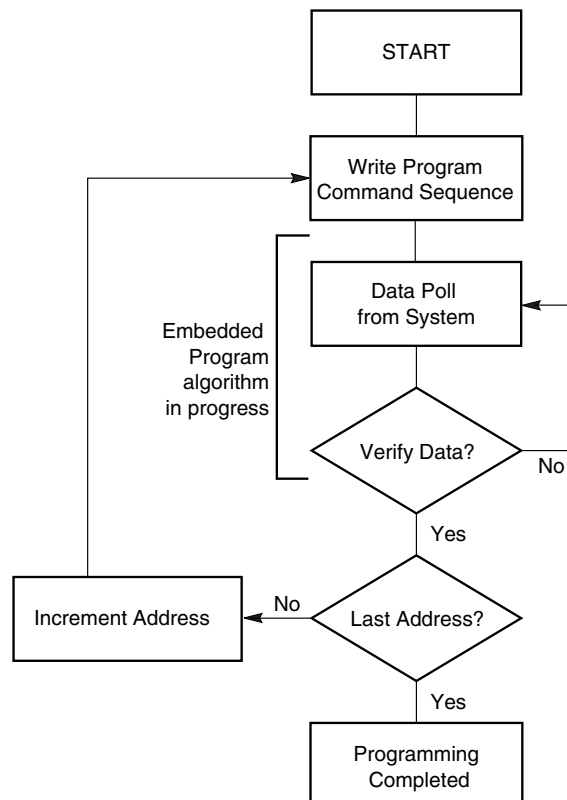 START
Write Program
Command Sequence
Data Poll
from System
Embedded
Program
algorithm
in progress
Verify Data?
No
Yes
Increment Address
No
Last Address?
Yes
Programming
Completed